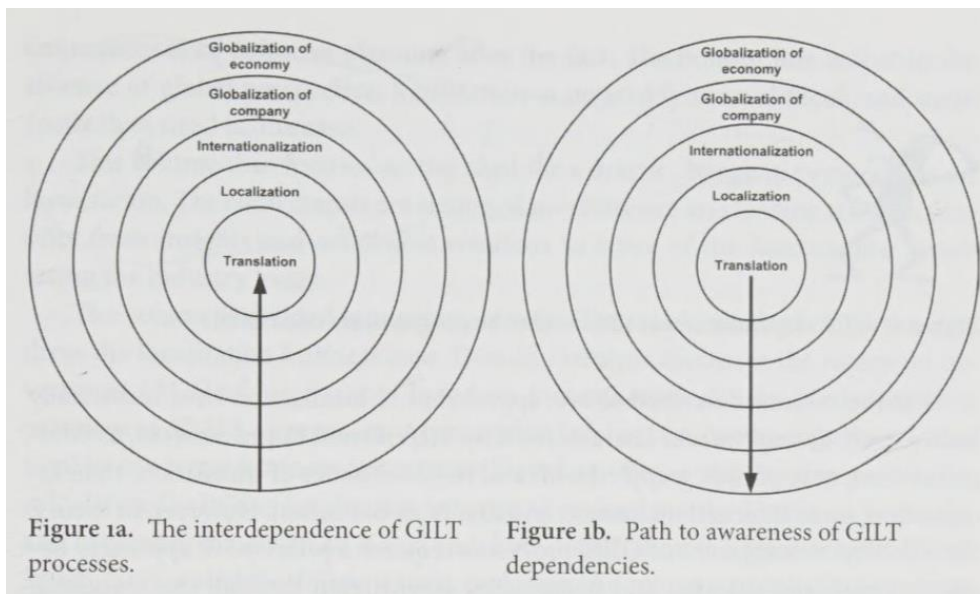 Globalization of
economy
Globalization of
company
Internationalization
Localization
Translation
Figure 1a. The interdependence of GILT
processes.
Globalization of
economy
Globalization of
company
Internationalization
Localization
Translation
Figure 1b. Path to awareness of GILT
dependencies.